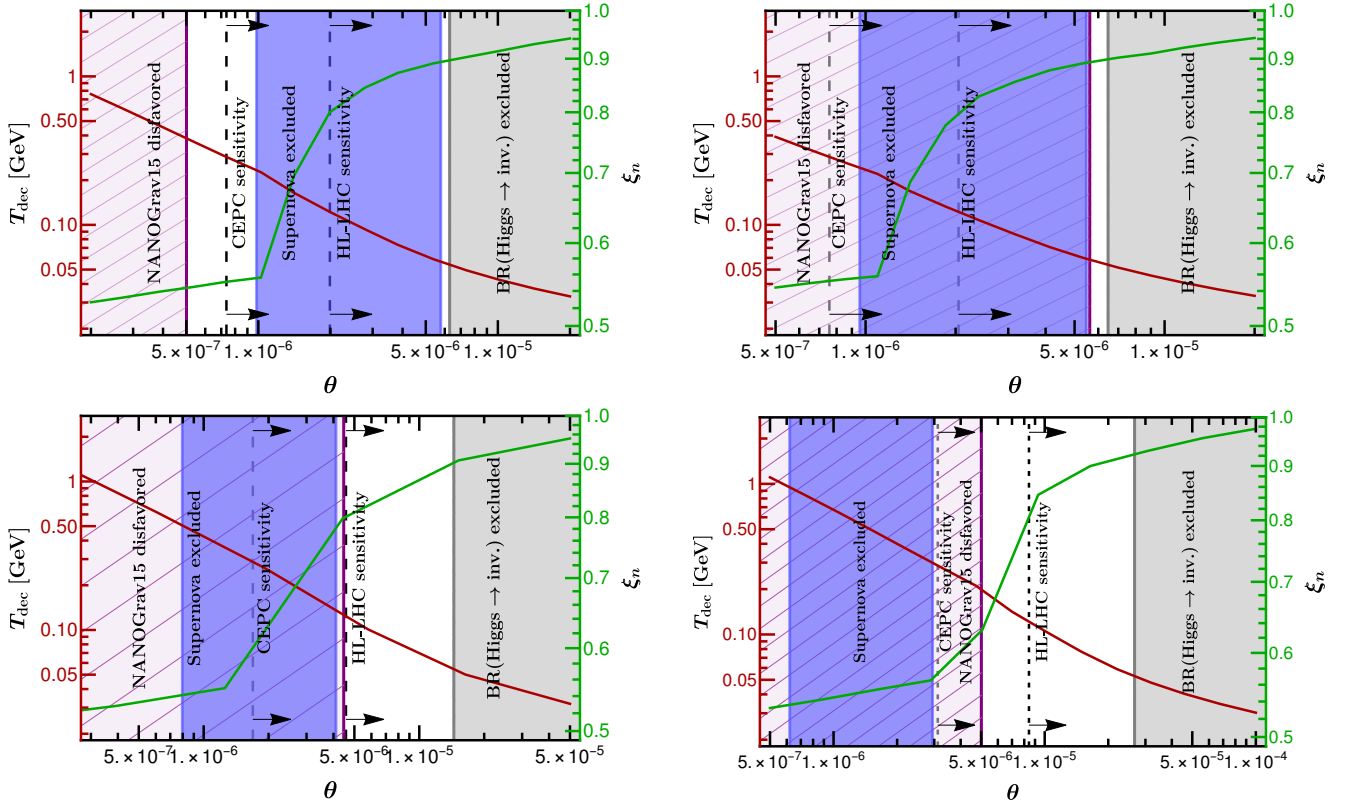 1
0.50
0.10
0.05
T_dec [GeV]
NANOGrav15 disfavored
CEPC sensitivity
Supernova excluded
HL-LHC sensitivity
BR(Higgs → inv.) excluded
1.0
0.9
0.8
0.7
0.6
0.5
ξ_n
5.×10⁻⁷ 1.×10⁻⁶ 5.×10⁻⁶ 1.×10⁻⁵
θ
1
0.50
0.10
0.05
T_dec [GeV]
NANOGrav15 disfavored
CEPC sensitivity
Supernova excluded
HL-LHC sensitivity
BR(Higgs → inv.) excluded
1.0
0.9
0.8
0.7
0.6
0.5
ξ_n
5.×10⁻⁷ 1.×10⁻⁶ 5.×10⁻⁶ 1.×10⁻⁵
θ
1
0.50
0.10
0.05
T_dec [GeV]
NANOGrav15 disfavored
Supernova excluded
CEPC sensitivity
HL-LHC sensitivity
BR(Higgs → inv.) excluded
1.0
0.9
0.8
0.7
0.6
0.5
ξ_n
5.×10⁻⁷ 1.×10⁻⁶ 5.×10⁻⁶ 1.×10⁻⁵ 5.×10⁻⁵
θ
1
0.50
0.10
0.05
T_dec [GeV]
Supernova excluded
CEPC sensitivity
NANOGrav15 disfavored
HL-LHC sensitivity
BR(Higgs → inv.) excluded
1.0
0.9
0.8
0.7
0.6
0.5
ξ_n
5.×10⁻⁷ 1.×10⁻⁶ 5.×10⁻⁶ 1.×10⁻⁵ 5.×10⁻⁵ 1.×10⁻⁴
θ